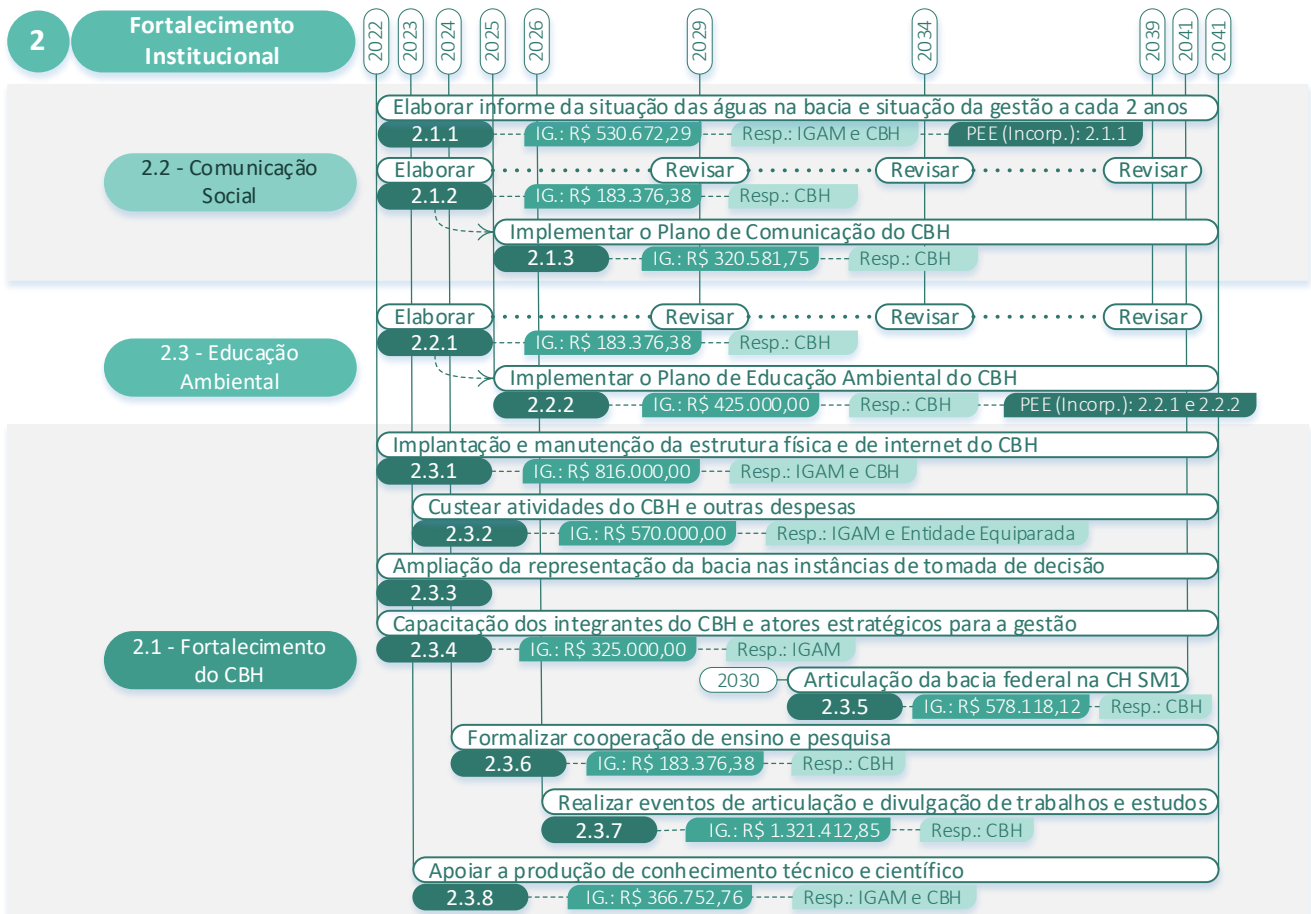 2
Fortalecimento
Institucional
2022
2023
2024
2025
2026
2029
2034
2039
2041
2041
2.2 - Comunicação
Social
Elaborar informe da situação das águas na bacia e situação da gestão a cada 2 anos
2.1.1 IG.: R$ 530.672,29 Resp.: IGAM e CBH PEE (Incorp.): 2.1.1
Elaborar Revisar Revisar Revisar
2.1.2 IG.: R$ 183.376,38 Resp.: CBH
Implementar o Plano de Comunicação do CBH
2.1.3 IG.: R$ 320.581,75 Resp.: CBH
2.3 - Educação
Ambiental
Elaborar Revisar Revisar Revisar
2.2.1 IG.: R$ 183.376,38 Resp.: CBH
Implementar o Plano de Educação Ambiental do CBH
2.2.2 IG.: R$ 425.000,00 Resp.: CBH PEE (Incorp.): 2.2.1 e 2.2.2
2.1 - Fortalecimento
do CBH
Implantação e manutenção da estrutura física e de internet do CBH
2.3.1 IG.: R$ 816.000,00 Resp.: IGAM e CBH
Custear atividades do CBH e outras despesas
2.3.2 IG.: R$ 570.000,00 Resp.: IGAM e Entidade Equiparada
Ampliação da representação da bacia nas instâncias de tomada de decisão
2.3.3
Capacitação dos integrantes do CBH e atores estratégicos para a gestão
2.3.4 IG.: R$ 325.000,00 Resp.: IGAM
2030 Articulação da bacia federal na CH SM1
2.3.5 IG.: R$ 578.118,12 Resp.: CBH
Formalizar cooperação de ensino e pesquisa
2.3.6 IG.: R$ 183.376,38 Resp.: CBH
Realizar eventos de articulação e divulgação de trabalhos e estudos
2.3.7 IG.: R$ 1.321.412,85 Resp.: CBH
Apoiar a produção de conhecimento técnico e científico
2.3.8 IG.: R$ 366.752,76 Resp.: IGAM e CBH